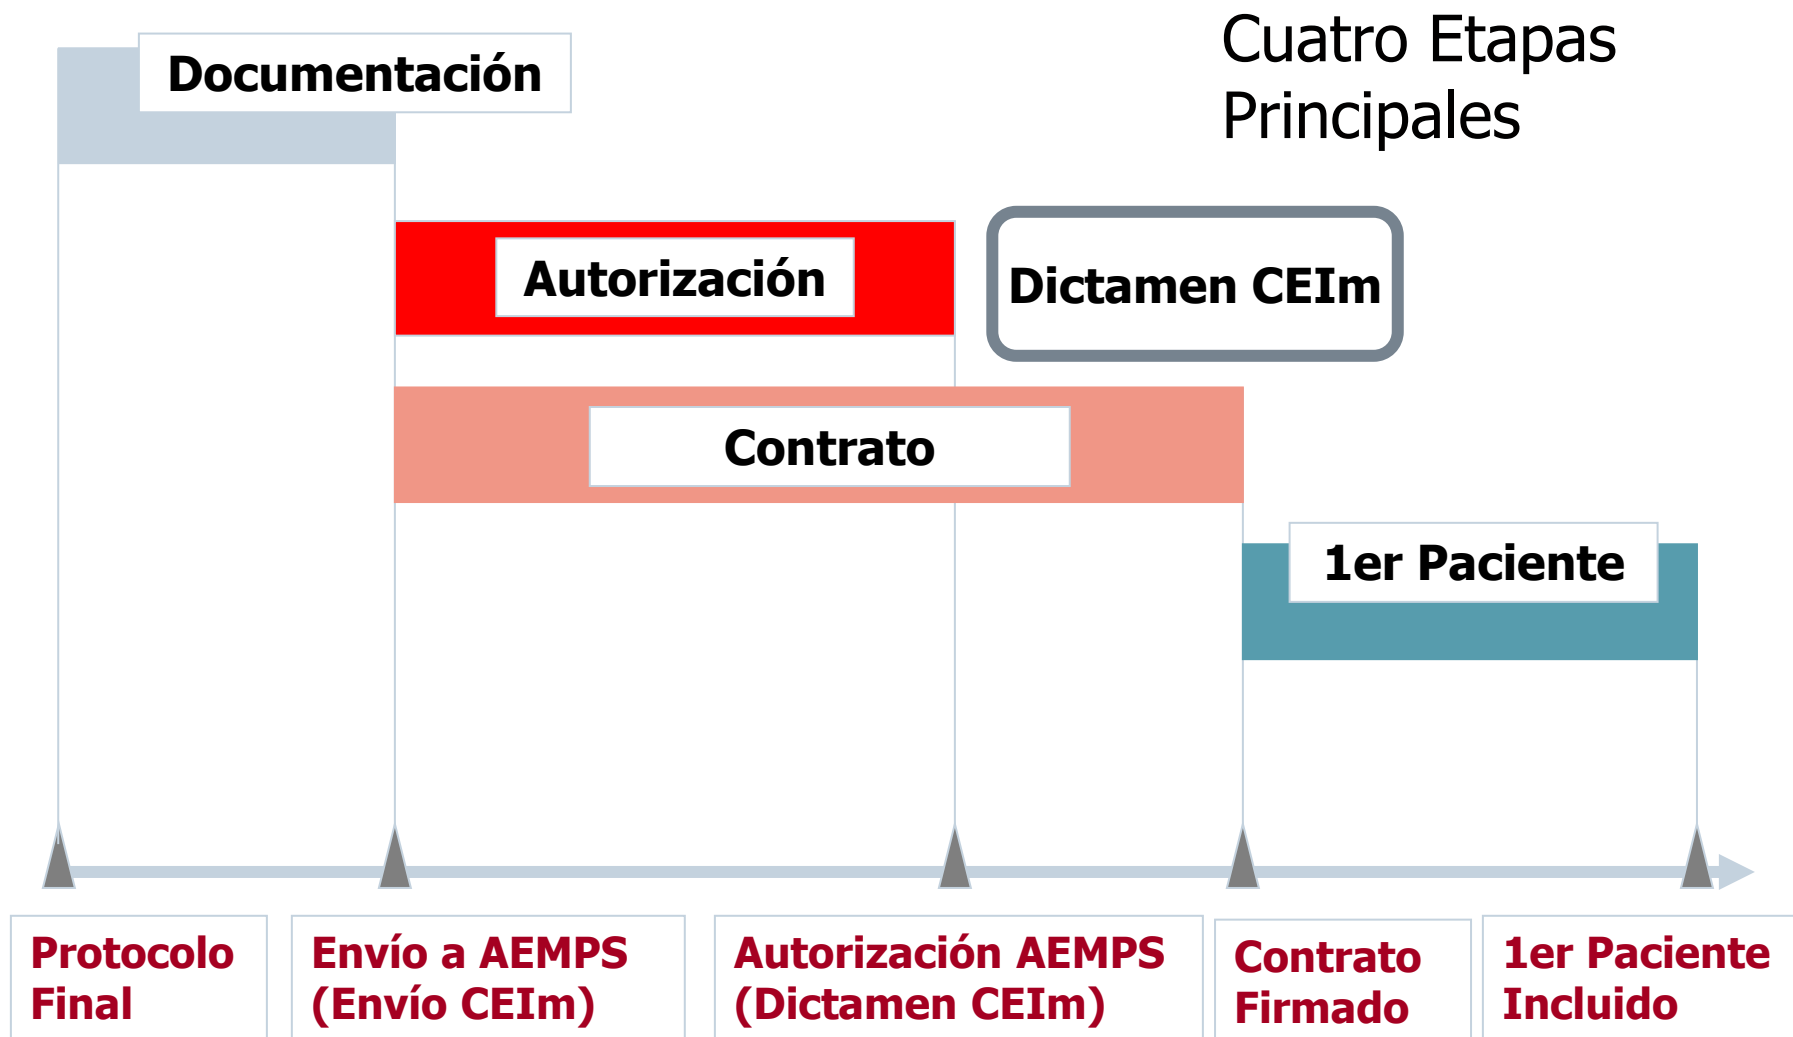 Cuatro Etapas
Principales
Documentación
Autorización
Dictamen CEIm
Contrato
1er Paciente
Protocolo
Final
Envío a AEMPS
(Envío CEIm)
Autorización AEMPS
(Dictamen CEIm)
Contrato
Firmado
1er Paciente
Incluido